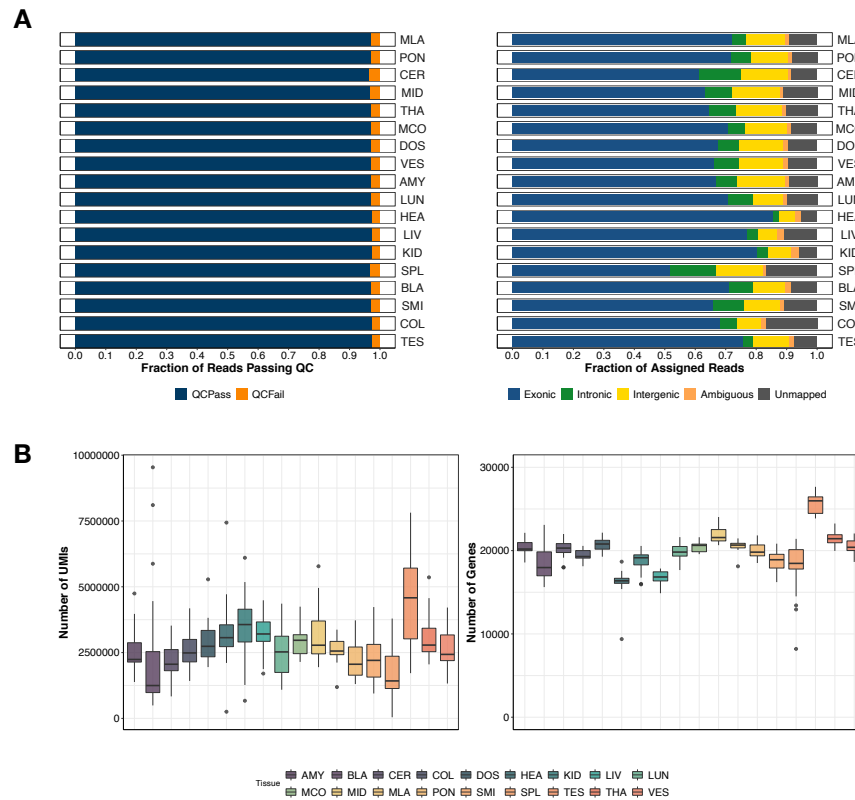 A
MLA
PON
CER
MID
THA
MCO
DOS
VES
AMY
LUN
HEA
LIV
KID
SPL
BLA
SMI
COL
TES
0.0 0.1 0.2 0.3 0.4 0.5 0.6 0.7 0.8 0.9 1.0
Fraction of Reads Passing QC
QCPass QCFail
MLA
PON
CER
MID
THA
MCO
DOS
VES
AMY
LUN
HEA
LIV
KID
SPL
BLA
SMI
COL
TES
0.0 0.1 0.2 0.3 0.4 0.5 0.6 0.7 0.8 0.9 1.0
Fraction of Assigned Reads
Exonic Intronic Intergenic Ambiguous Unmapped
B
Number of UMIs
10000000
7500000
5000000
2500000
0
Number of Genes
30000
20000
10000
0
Tissue
AMY BLA CER COL DOS HEA KID LIV LUN
MCO MID MLA PON SMI SPL TES THA VES